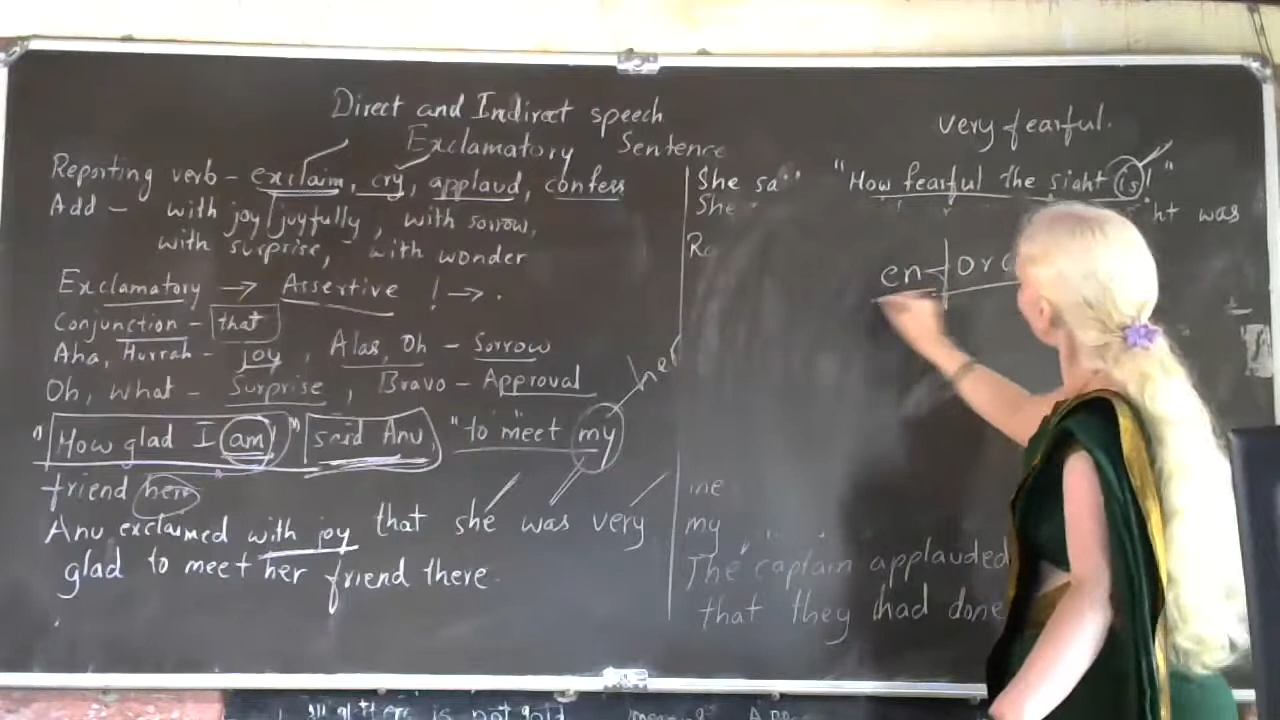 Direct and Indirect speech
Exclamatory Sentence
Reporting verb - exclaim, cry, applaud, confess
Add - with joy/joyfully, with sorrow,
with surprise, with wonder
Exclamatory → Assertive ! → .
Conjunction - that
Aha, Hurrah - joy, Alas, Oh - Sorrow
Oh, what - Surprise, Bravo - Approval
her
"How glad I am" said Anu, "to meet my
friend here
Anu exclaimed with joy that she was very
glad to meet her friend there.
very fearful.
She "How fearful the sight is!"
She was
en
my
The captain applauded
that they had done